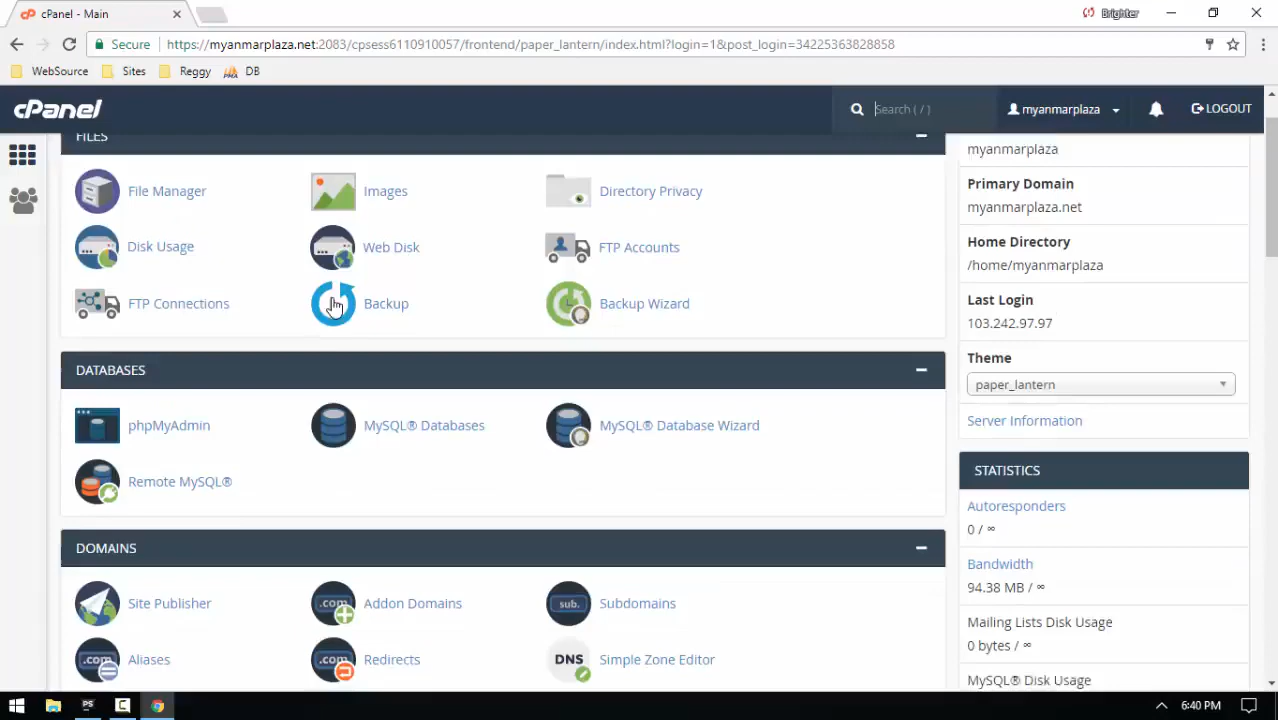 cPanel - Main
Brighter
Secure
https://myanmarplaza.net:2083/cpsess6110910057/frontend/paper_lantern/index.html?login=1&post_login=34225363828858
WebSource
Sites
Reggy
DB
cPanel
Search ( / )
myanmarplaza
LOGOUT
FILES
File Manager
Images
Directory Privacy
Disk Usage
Web Disk
FTP Accounts
FTP Connections
Backup
Backup Wizard
DATABASES
phpMyAdmin
MySQL® Databases
MySQL® Database Wizard
Remote MySQL®
DOMAINS
Site Publisher
.com
Addon Domains
sub.
Subdomains
.com
Aliases
.com
Redirects
DNS
Simple Zone Editor
myanmarplaza
Primary Domain
myanmarplaza.net
Home Directory
/home/myanmarplaza
Last Login
103.242.97.97
Theme
paper_lantern
Server Information
STATISTICS
Autoresponders
0 / ∞
Bandwidth
94.38 MB / ∞
Mailing Lists Disk Usage
0 bytes / ∞
MySQL® Disk Usage
PS
6:40 PM